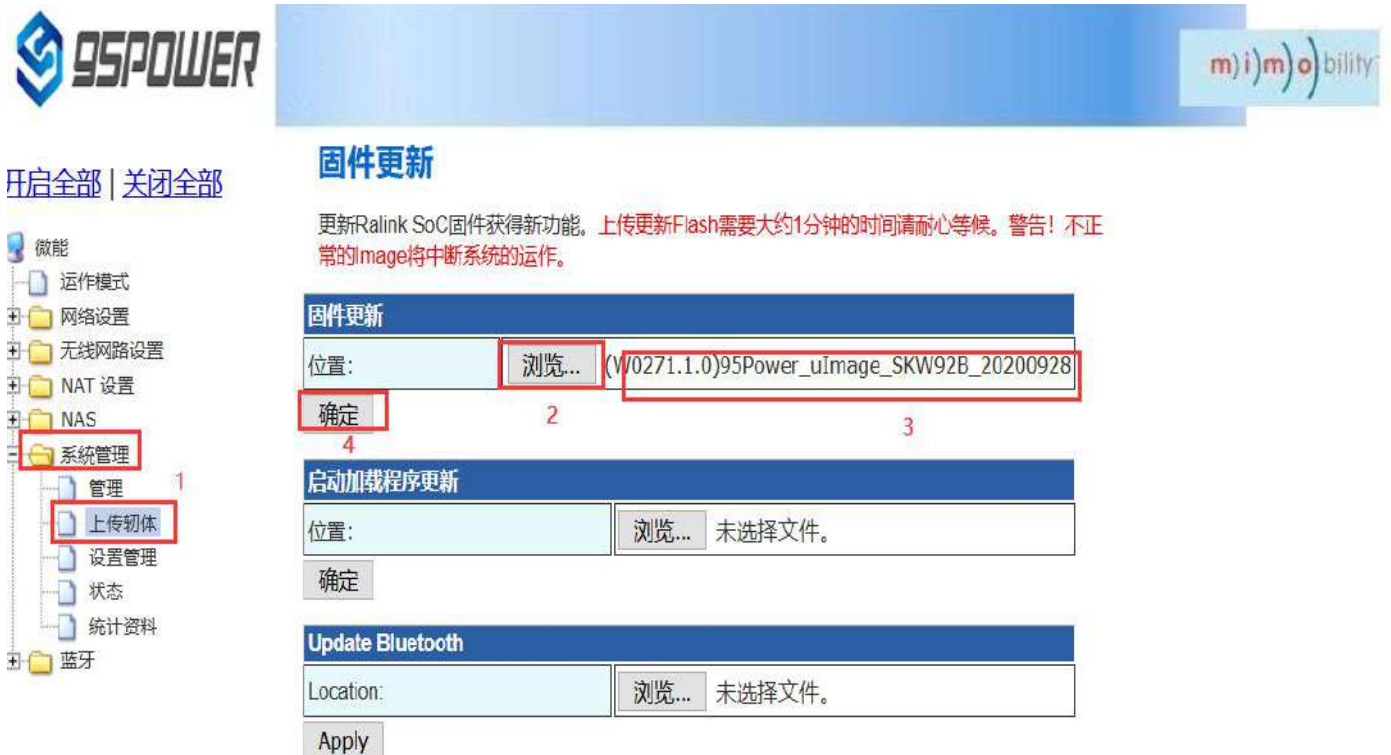 95POWER
m)i)m)o)bility
开启全部 | 关闭全部
微能
运作模式
网络设置
无线网路设置
NAT 设置
NAS
系统管理
1
管理
上传轫体
设置管理
状态
统计资料
蓝牙
固件更新
更新Ralink SoC固件获得新功能。上传更新Flash需要大约1分钟的时间请耐心等候。警告！不正
常的Image将中断系统的运作。
固件更新
位置: 浏览... (W0271.1.0)95Power_uImage_SKW92B_20200928
确定 2 3
4
启动加载程序更新
位置: 浏览... 未选择文件。
确定
Update Bluetooth
Location: 浏览... 未选择文件。
Apply